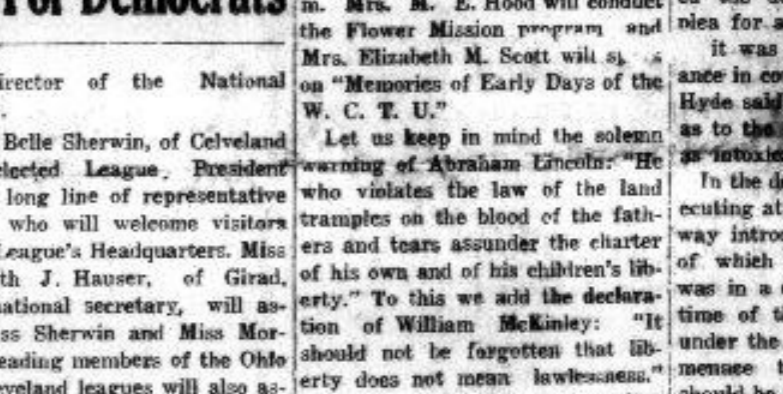 For Democrats
irector of the National
.
Belle Sherwin, of Celveland
elected League, President
long line of representative
who will welcome visitors
League's Headquarters. Miss
th J. Hauser, of Girad,
national secretary, will as-
ss Sherwin and Miss Mor-
eading members of the Ohio
eveland leagues will also as-
m. Mrs. M. E. Hood will conduct
the Flower Mission program and
Mrs. Elizabeth M. Scott will
on "Memories of Early Days of the
W. C. T. U."
Let us keep in mind the solemn
warning of Abraham Lincoln: "He
who violates the law of the land
tramples on the blood of the fath-
ers and tears assunder the charter
of his own and of his children's lib-
erty." To this we add the declara-
tion of William McKinley: "It
should not be forgotten that lib-
erty does not mean lawlessness."
plea for
it was
ance in co
Hyde said
as to the
as intoxi
In the de
ecuting at
way introd
of which
was in a
time of t
under the
menace
should be